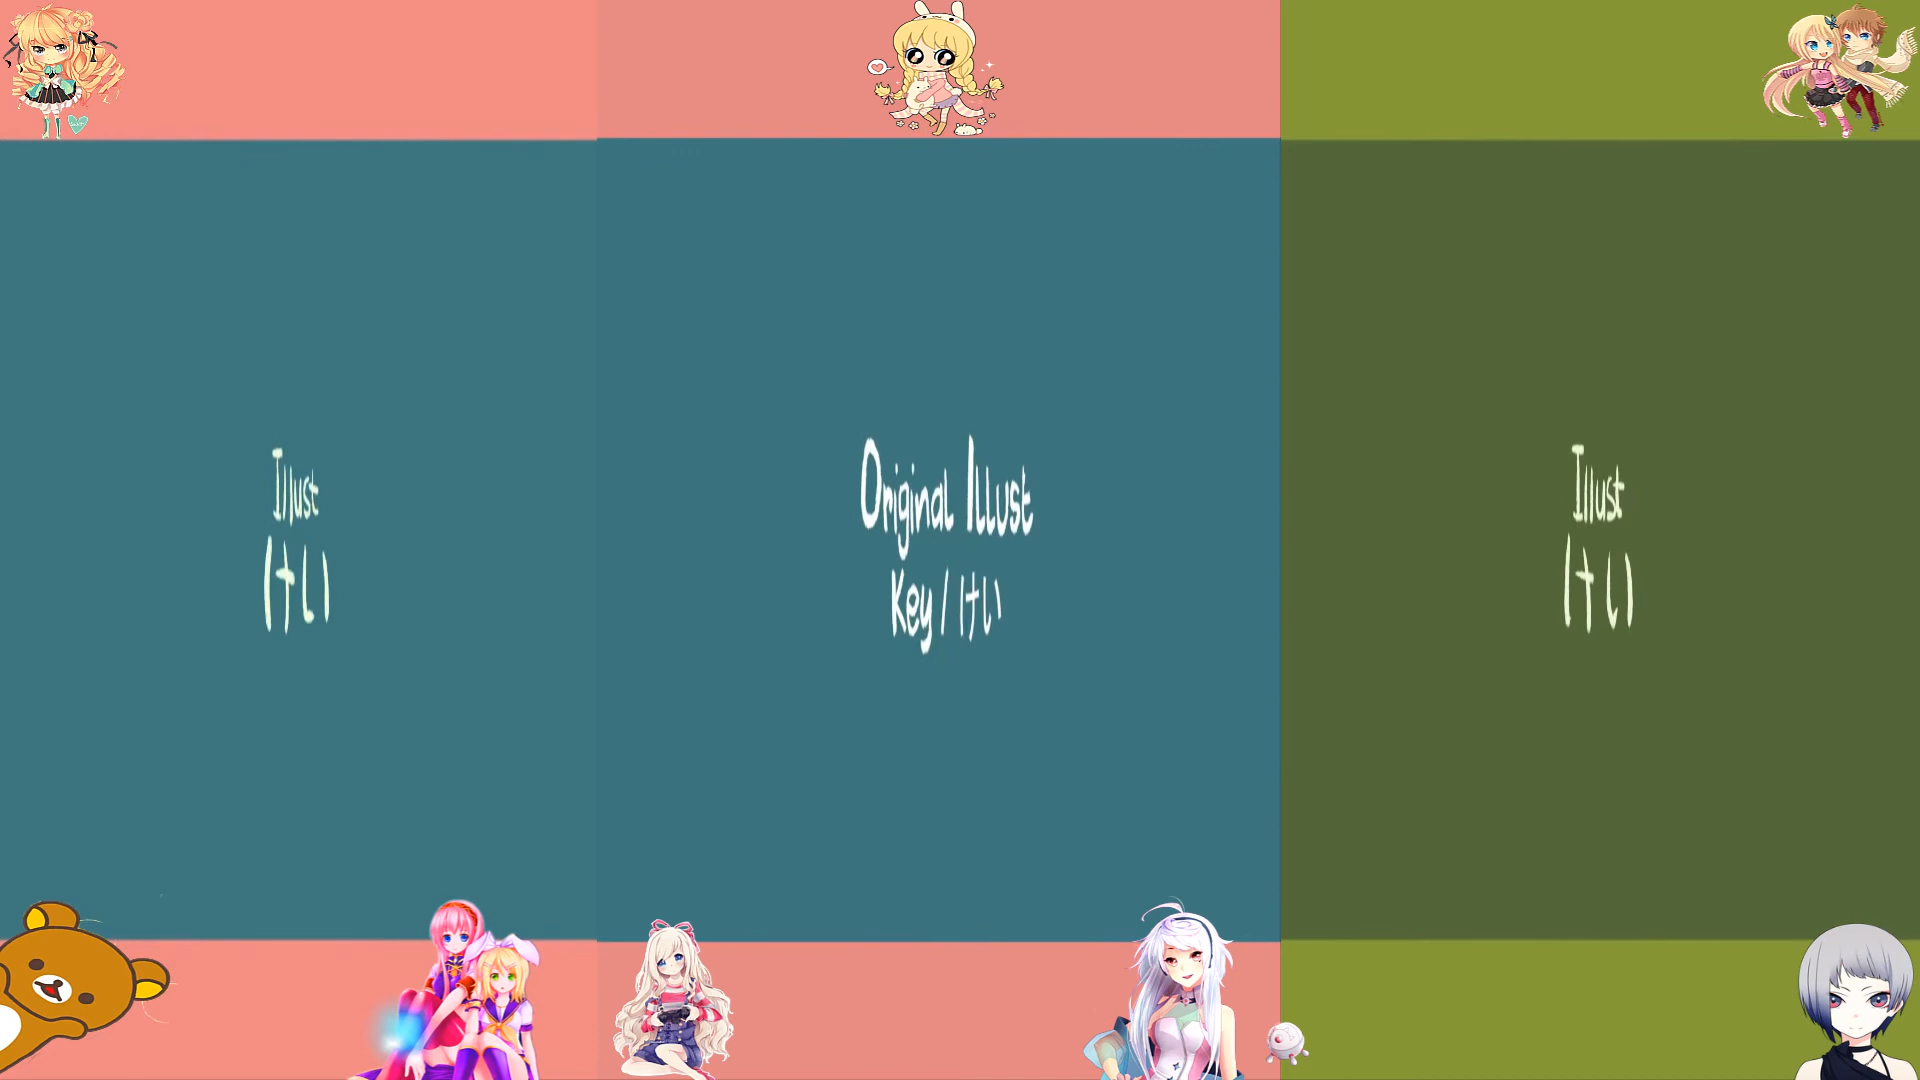 Illust
けい
Original Illust
Key / けい
Illust
けい